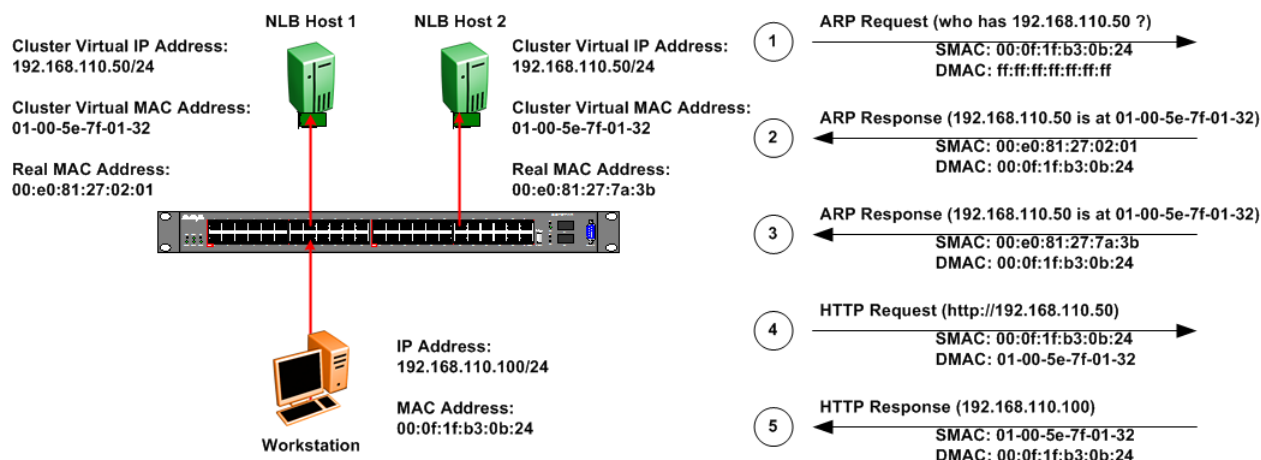 NLB Host 1
NLB Host 2
Cluster Virtual IP Address:
192.168.110.50/24
Cluster Virtual MAC Address:
01-00-5e-7f-01-32
Real MAC Address:
00:e0:81:27:02:01
Cluster Virtual IP Address:
192.168.110.50/24
Cluster Virtual MAC Address:
01-00-5e-7f-01-32
Real MAC Address:
00:e0:81:27:7a:3b
IP Address:
192.168.110.100/24
MAC Address:
00:0f:1f:b3:0b:24
Workstation
1
ARP Request (who has 192.168.110.50 ?)
SMAC: 00:0f:1f:b3:0b:24
DMAC: ff:ff:ff:ff:ff:ff:ff
2
ARP Response (192.168.110.50 is at 01-00-5e-7f-01-32)
SMAC: 00:e0:81:27:02:01
DMAC: 00:0f:1f:b3:0b:24
3
ARP Response (192.168.110.50 is at 01-00-5e-7f-01-32)
SMAC: 00:e0:81:27:7a:3b
DMAC: 00:0f:1f:b3:0b:24
4
HTTP Request (http://192.168.110.50)
SMAC: 00:0f:1f:b3:0b:24
DMAC: 01-00-5e-7f-01-32
5
HTTP Response (192.168.110.100)
SMAC: 01-00-5e-7f-01-32
DMAC: 00:0f:1f:b3:0b:24